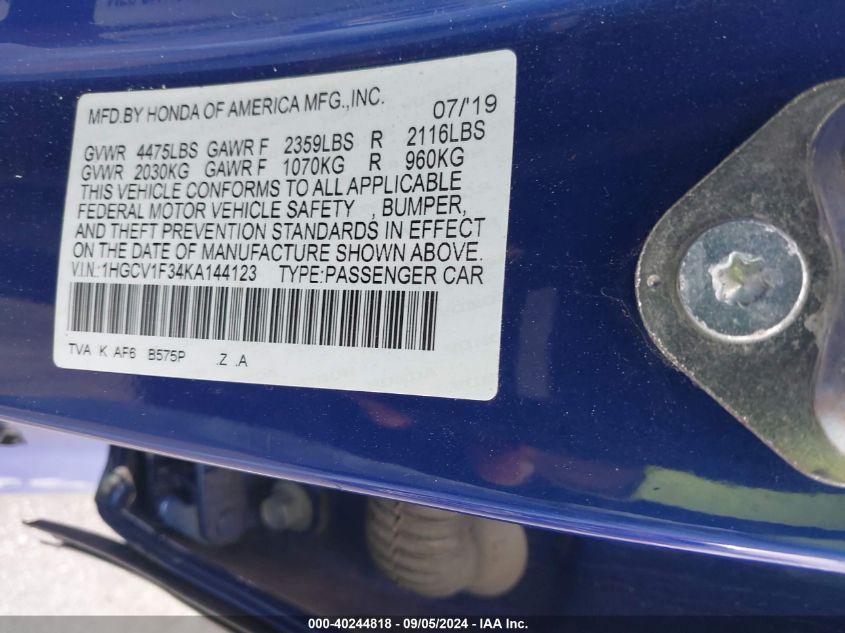 MFD.BY HONDA OF AMERICA MFG.,INC. 07/'19
GVWR 4475LBS GAWR F 2359LBS R 2116LBS
GVWR 2030KG GAWR F 1070KG R 960KG
THIS VEHICLE CONFORMS TO ALL APPLICABLE
FEDERAL MOTOR VEHICLE SAFETY , BUMPER,
AND THEFT PREVENTION STANDARDS IN EFFECT
ON THE DATE OF MANUFACTURE SHOWN ABOVE.
V.I.N.:1HGCV1F34KA144123 TYPE:PASSENGER CAR
TVA K AF6 B575P .Z .A
000-40244818 - 09/05/2024 - IAA Inc.